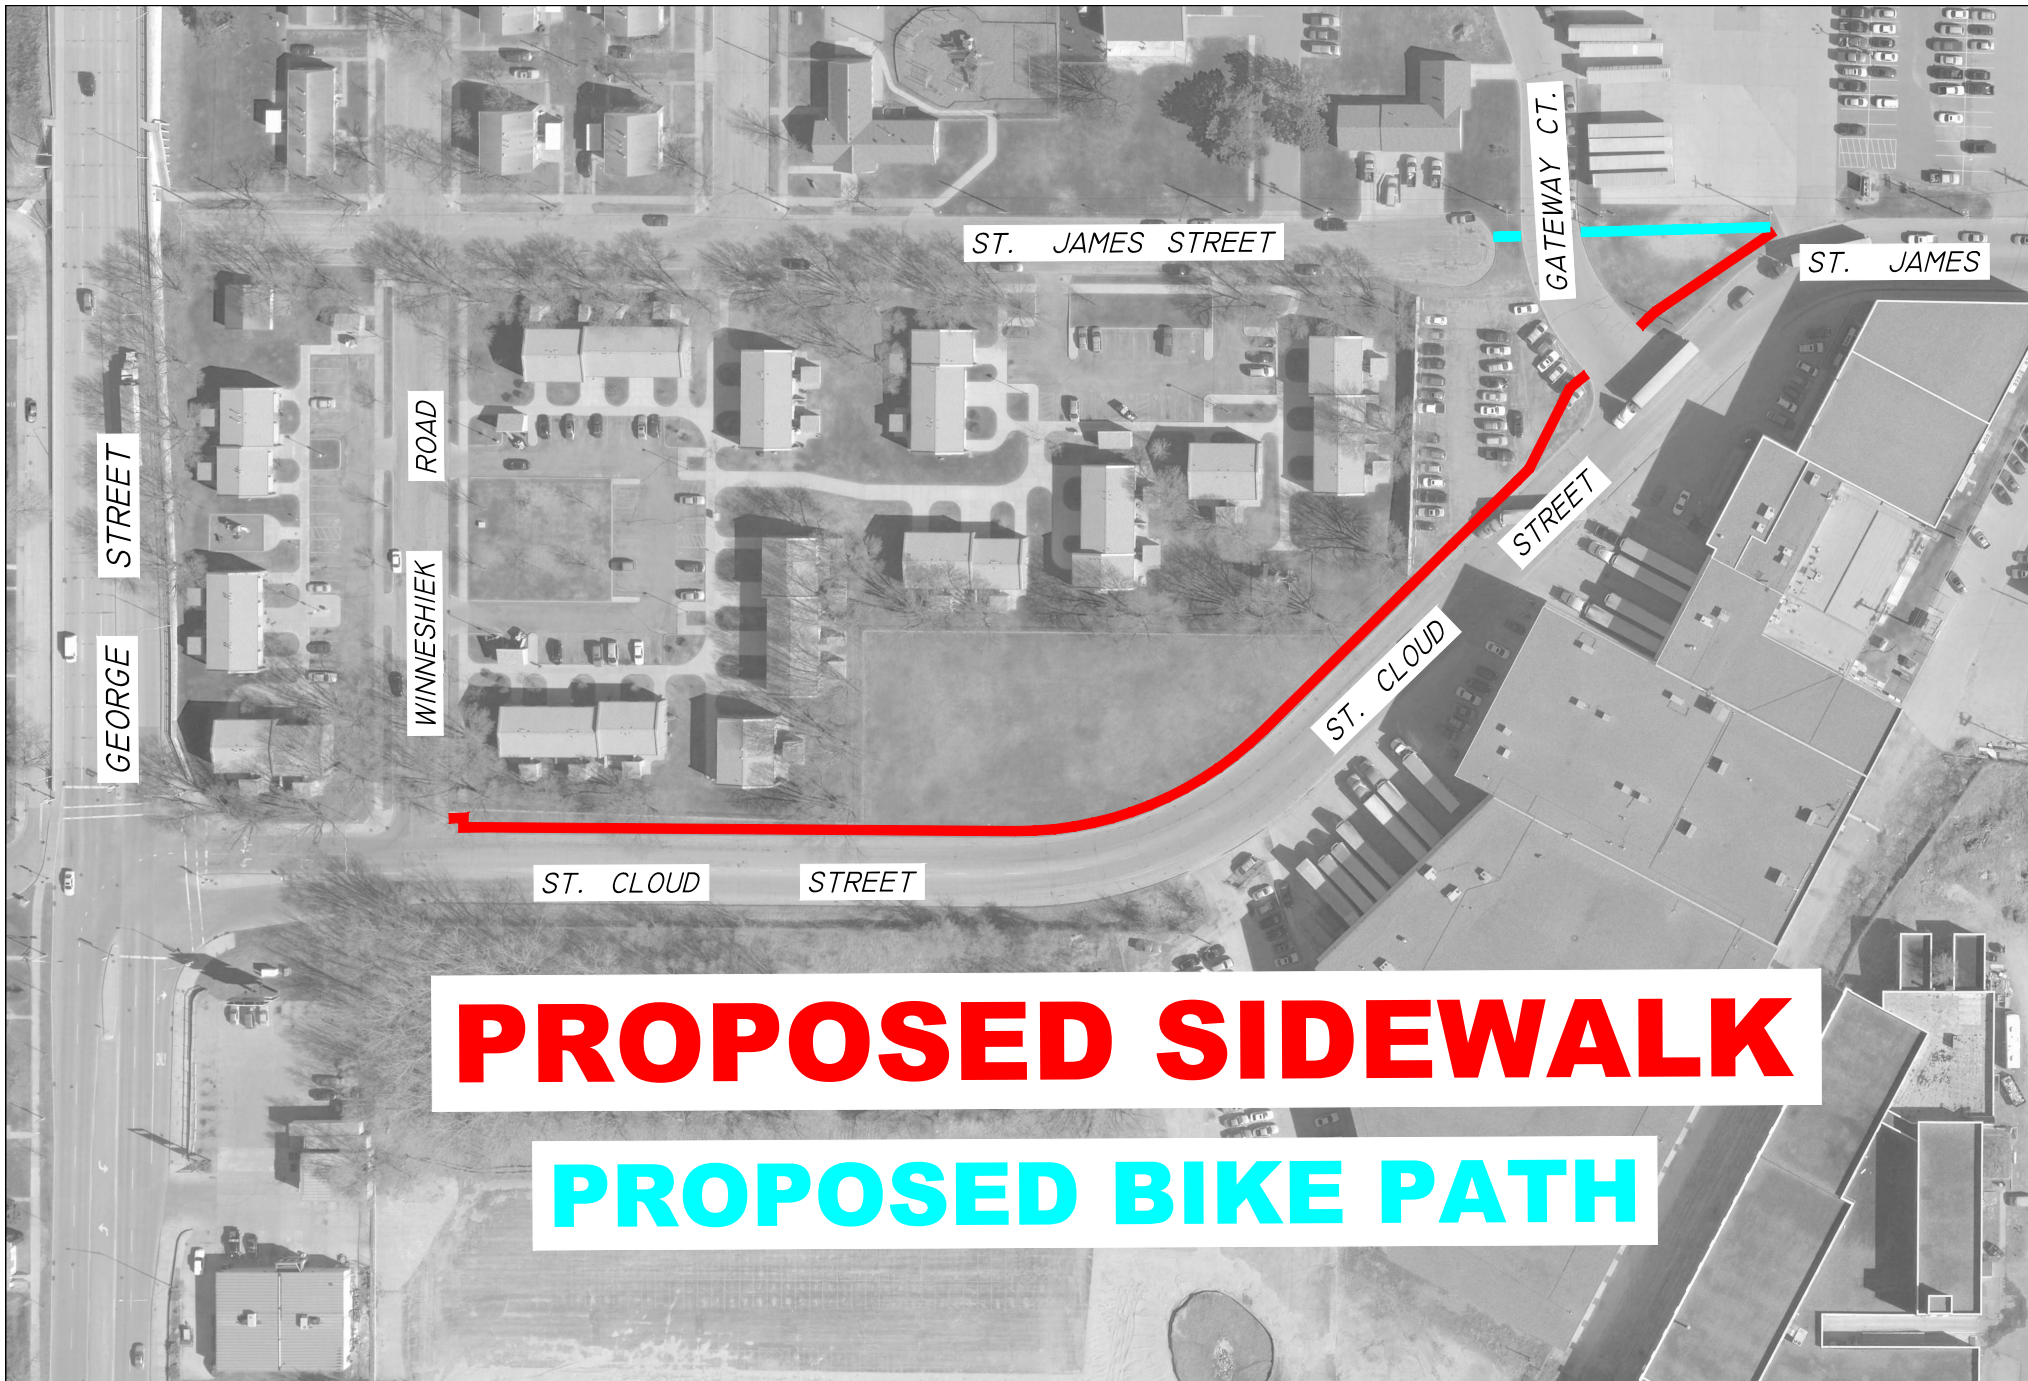 GATEWAY CT.
ST. JAMES STREET
ST. JAMES
GEORGE STREET
WINNESHIEK ROAD
ST. CLOUD STREET
ST. CLOUD STREET
PROPOSED SIDEWALK
PROPOSED BIKE PATH